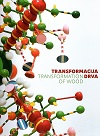 TRANSFORMACIJA
TRANSFORMATION DRVA
OF WOOD